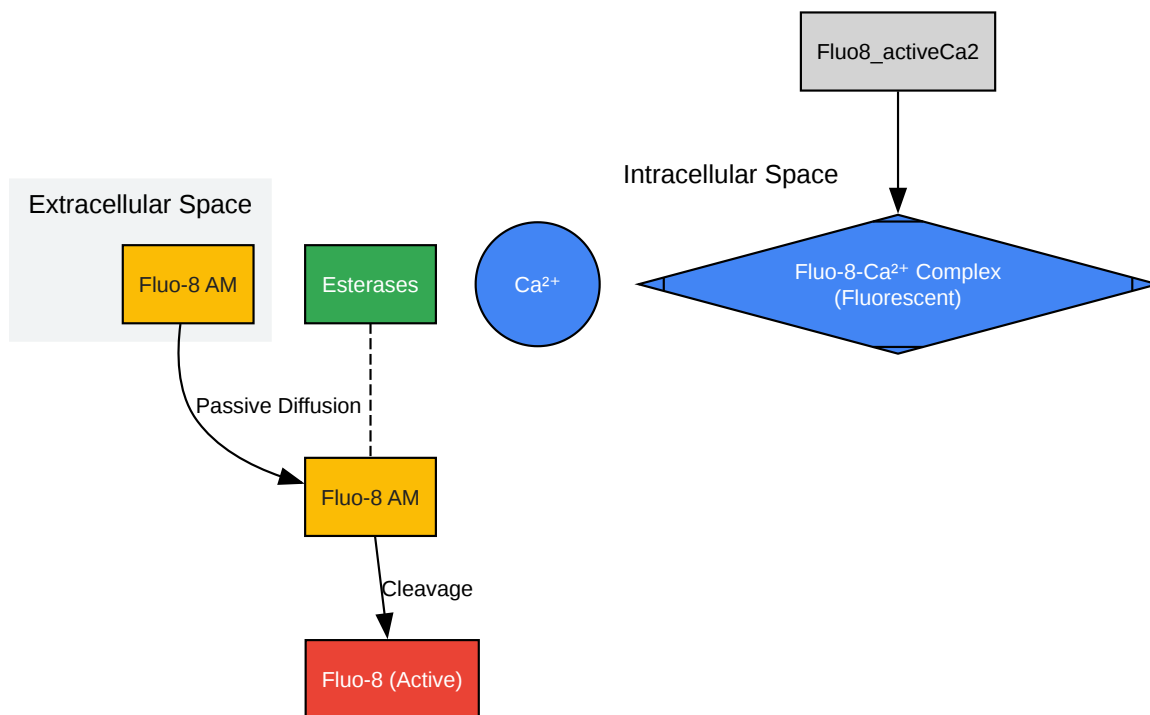 Fluo8_activeCa2
Intracellular Space
Extracellular Space
Fluo-8 AM
Esterases
Ca²⁺
Fluo-8-Ca²⁺ Complex
(Fluorescent)
Passive Diffusion
Fluo-8 AM
Cleavage
Fluo-8 (Active)